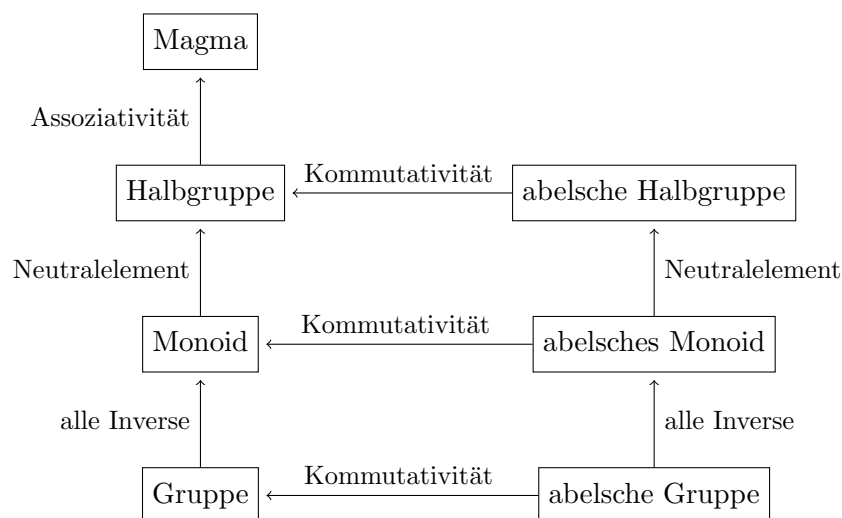 Magma
Assoziativität
Kommutativität
Halbgruppe
abelsche Halbgruppe
Neutralelement
Neutralelement
Kommutativität
Monoid
abelsches Monoid
alle Inverse
alle Inverse
Kommutativität
Gruppe
abelsche Gruppe